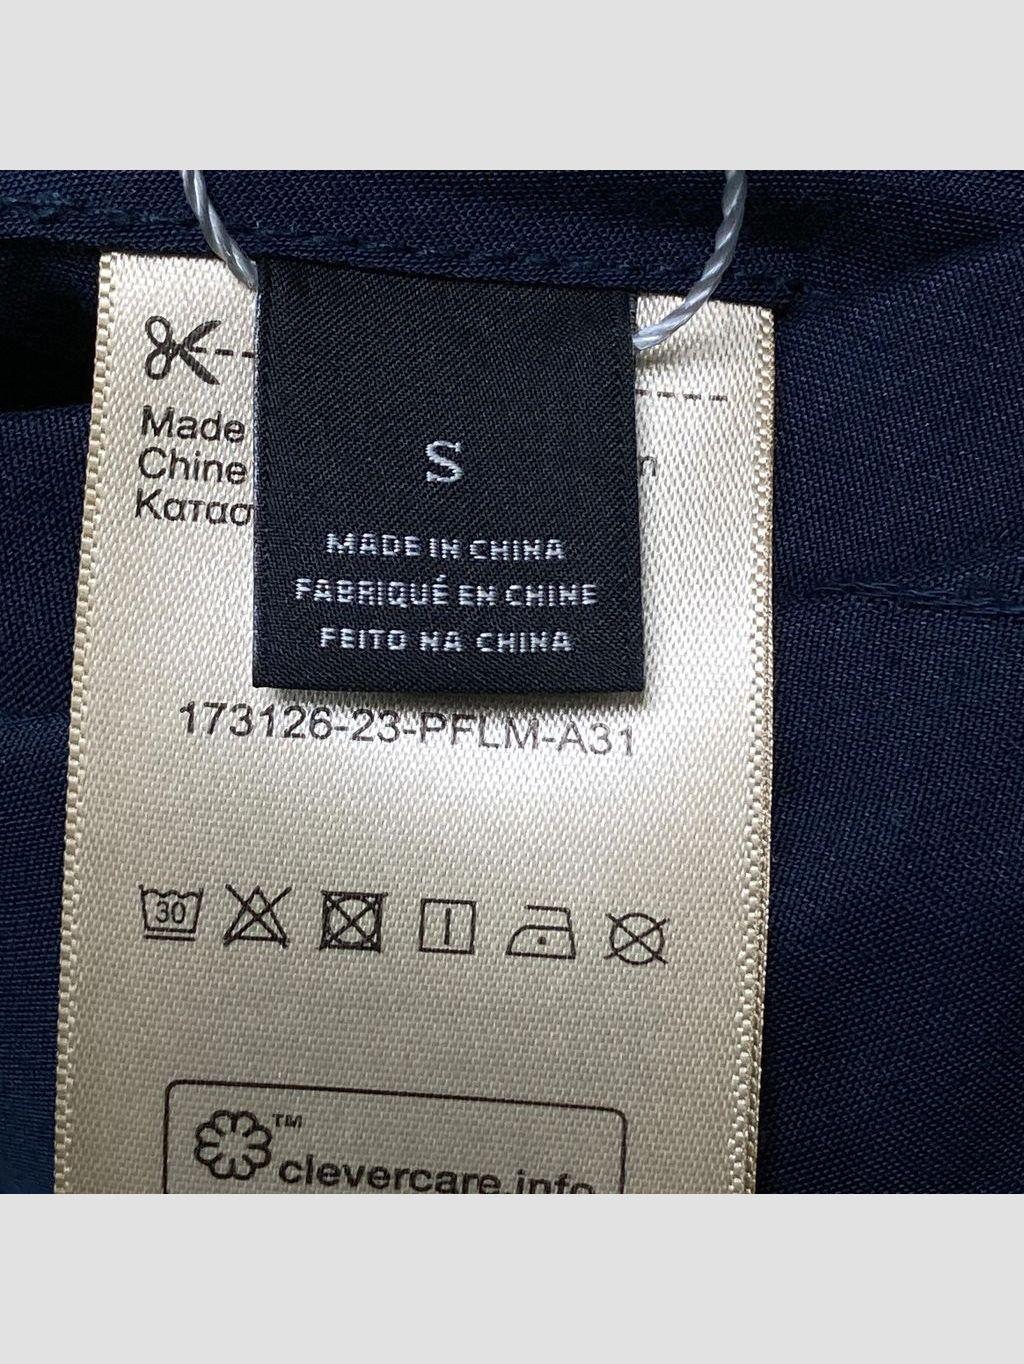 Made
Chine
Κατασ
S
MADE IN CHINA
FABRIQUÉ EN CHINE
FEITO NA CHINA
173126-23-PFLM-A31
30
™
clevercare.info